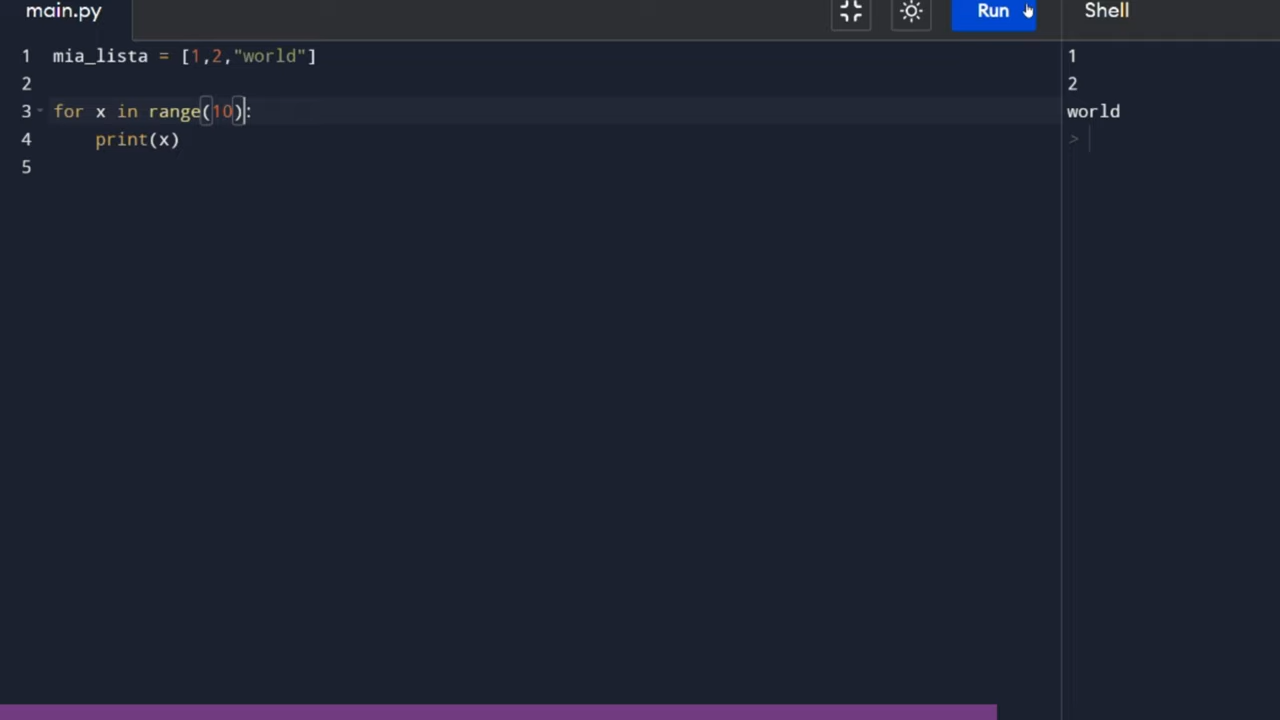 main.py
Run
Shell
1 mia_lista = [1,2,"world"]
2
3 for x in range(10):
4     print(x)
5
1
2
world
>